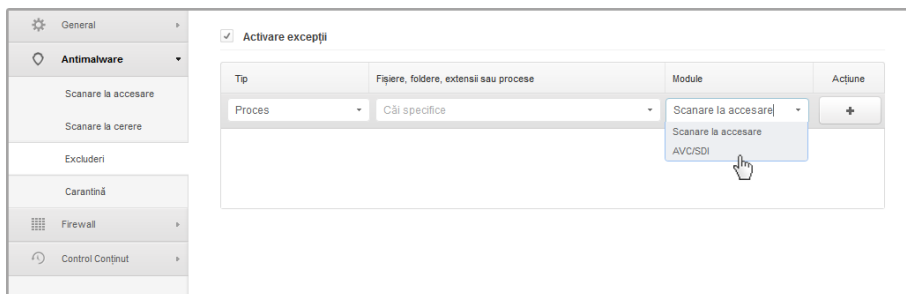 General
Antimalware
Scanare la accesare
Scanare la cerere
Excluderi
Carantină
Firewall
Control Conținut
Activare excepții
Tip Fișiere, foldere, extensii sau procese Module Acțiune
Proces Căi specifice Scanare la accesare +
Scanare la accesare
AVC/SDI